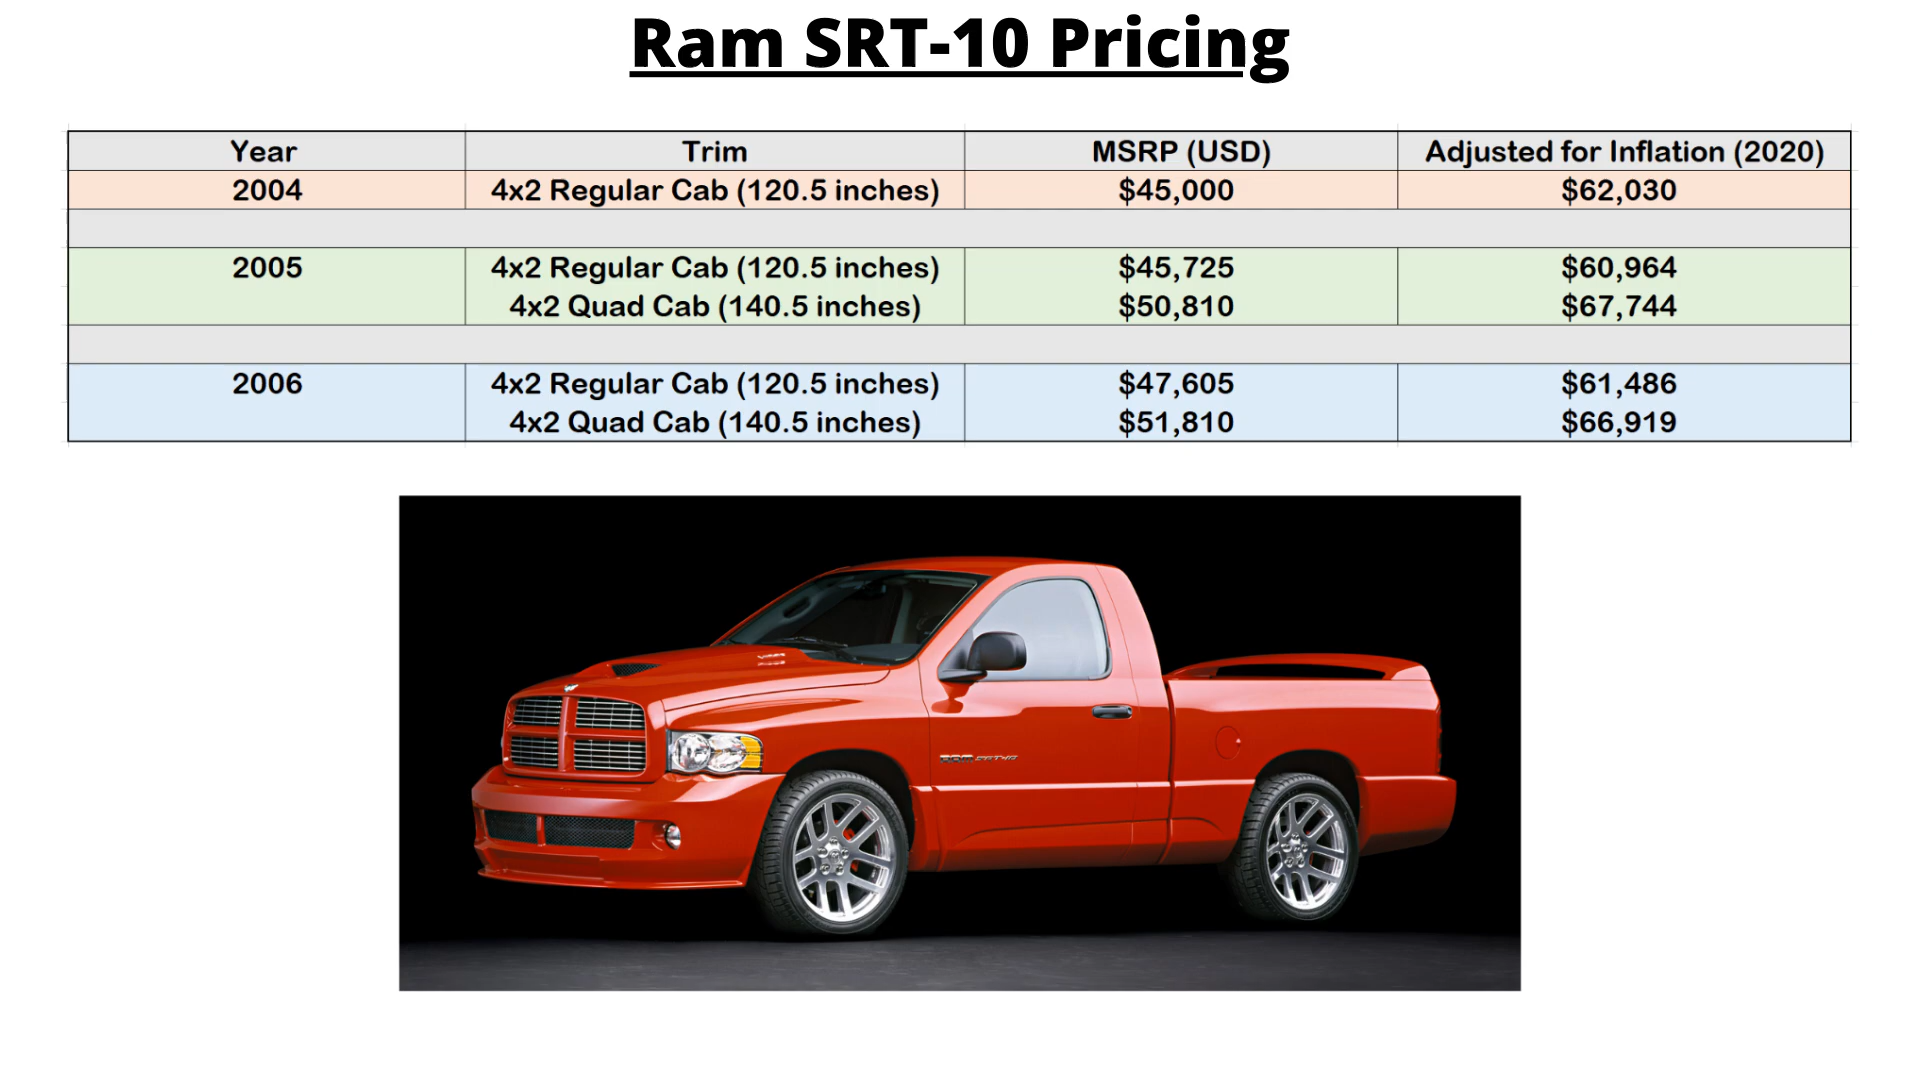 Ram SRT-10 Pricing
Year Trim MSRP (USD) Adjusted for Inflation (2020)
2004 4x2 Regular Cab (120.5 inches) $45,000 $62,030
2005 4x2 Regular Cab (120.5 inches) $45,725 $60,964
4x2 Quad Cab (140.5 inches) $50,810 $67,744
2006 4x2 Regular Cab (120.5 inches) $47,605 $61,486
4x2 Quad Cab (140.5 inches) $51,810 $66,919
RAM SRT-10